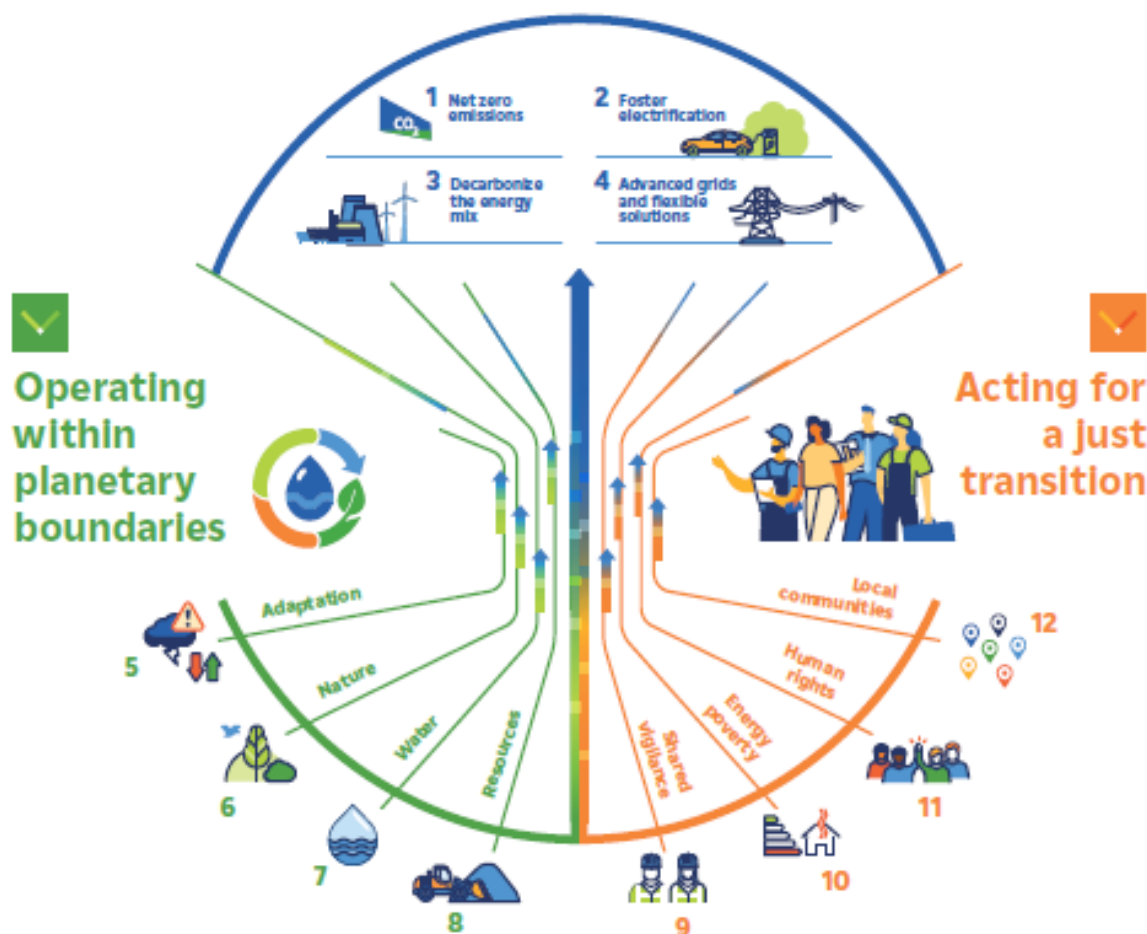 1 Net zero
emissions
CO2
2 Foster
electrification
3 Decarbonize
the energy
mix
4 Advanced grids
and flexible
solutions
Operating
within
planetary
boundaries
Acting for
a just
transition
Adaptation
5
Nature
6
Water
7
Resources
8
Shared
vigilance
9
Energy
poverty
10
Human
rights
11
Local
communities
12